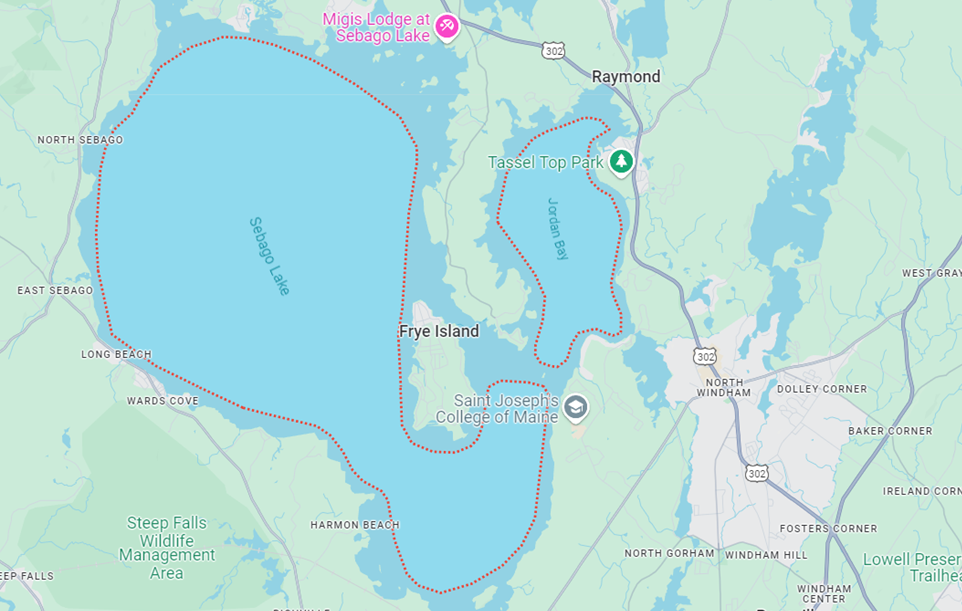 Migis Lodge at
Sebago Lake
302
Raymond
NORTH SEBAGO
Tassel Top Park
Jordan Bay
Sebago Lake
WEST GRAY
EAST SEBAGO
Frye Island
LONG BEACH
302
NORTH
WINDHAM
DOLLEY CORNER
WARDS COVE
Saint Joseph's
College of Maine
BAKER CORNER
302
IRELAND CORN
HARMON BEACH
Steep Falls
Wildlife
Management
Area
FOSTERS CORNER
NORTH GORHAM
WINDHAM HILL
Lowell Preser
Trailhea
EEP FALLS
WINDHAM
CENTER